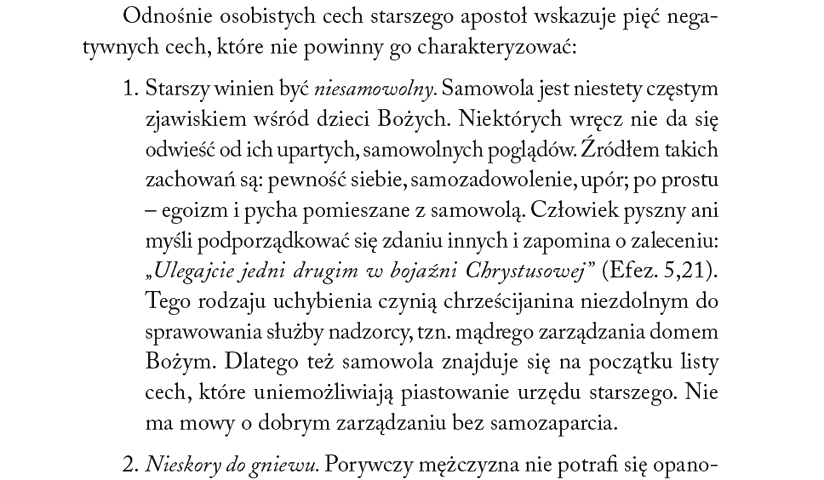 Odnośnie osobistych cech starszego apostoł wskazuje pięć nega-
tywnych cech, które nie powinny go charakteryzować:
1. Starszy winien być niesamowolny. Samowola jest niestety częstym
zjawiskiem wśród dzieci Bożych. Niektórych wręcz nie da się
odwieść od ich upartych, samowolnych poglądów. Źródłem takich
zachowań są: pewność siebie, samozadowolenie, upór; po prostu
– egoizm i pycha pomieszane z samowolą. Człowiek pyszny ani
myśli podporządkować się zdaniu innych i zapomina o zaleceniu:
„Ulegajcie jedni drugim w bojaźni Chrystusowej” (Efez. 5,21).
Tego rodzaju uchybienia czynią chrześcijanina niezdolnym do
sprawowania służby nadzorcy, tzn. mądrego zarządzania domem
Bożym. Dlatego też samowola znajduje się na początku listy
cech, które uniemożliwiają piastowanie urzędu starszego. Nie
ma mowy o dobrym zarządzaniu bez samozaparcia.
2. Nieskory do gniewu. Porywczy mężczyzna nie potrafi się opano-